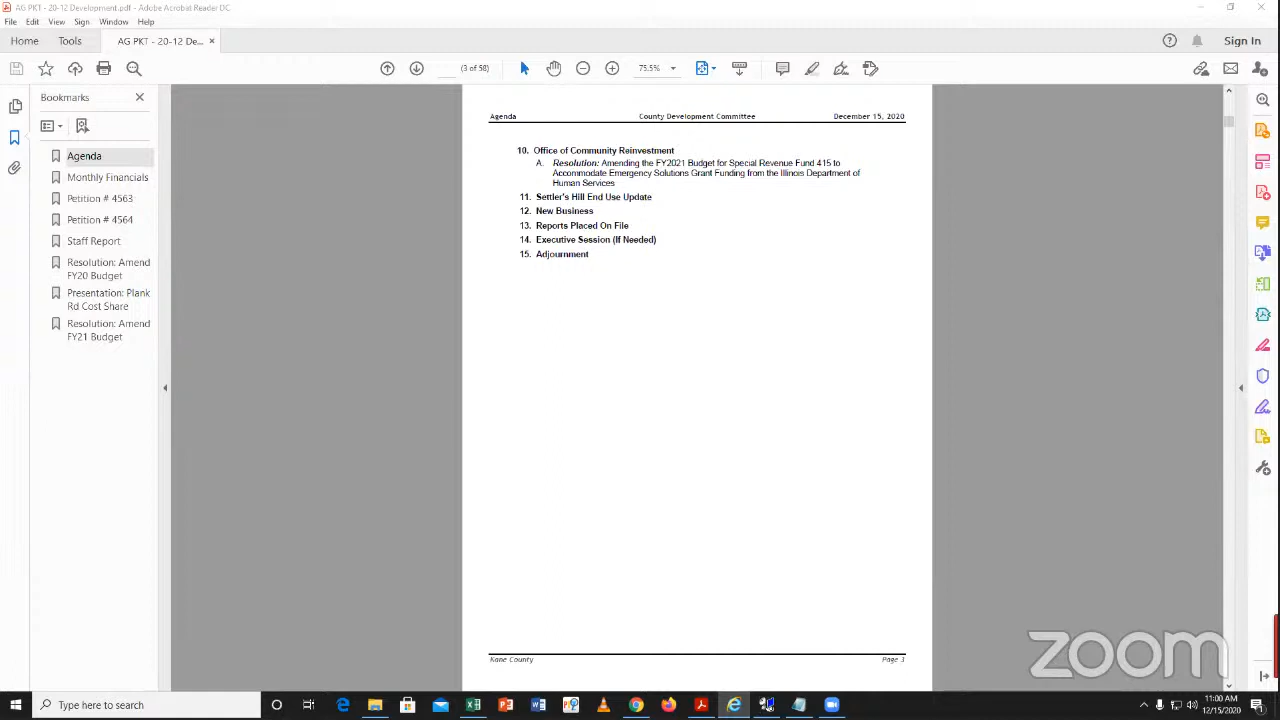 AG PKT - 20-12 Development.pdf - Adobe Acrobat Reader DC
File Edit View Sign Window Help
Home Tools AG PKT - 20-12 De... ×
Sign In
(3 of 58)
75.5%
Bookmarks
Agenda
Monthly Financials
Petition # 4563
Petition # 4564
Staff Report
Resolution: Amend
FY20 Budget
Presentation: Plank
Rd Cost Share
Resolution: Amend
FY21 Budget
Agenda County Development Committee December 15, 2020
10. Office of Community Reinvestment
A. Resolution: Amending the FY2021 Budget for Special Revenue Fund 415 to
Accommodate Emergency Solutions Grant Funding from the Illinois Department of
Human Services
11. Settler's Hill End Use Update
12. New Business
13. Reports Placed On File
14. Executive Session (If Needed)
15. Adjournment
Kane County Page 3
zoom
Type here to search
11:00 AM
12/15/2020